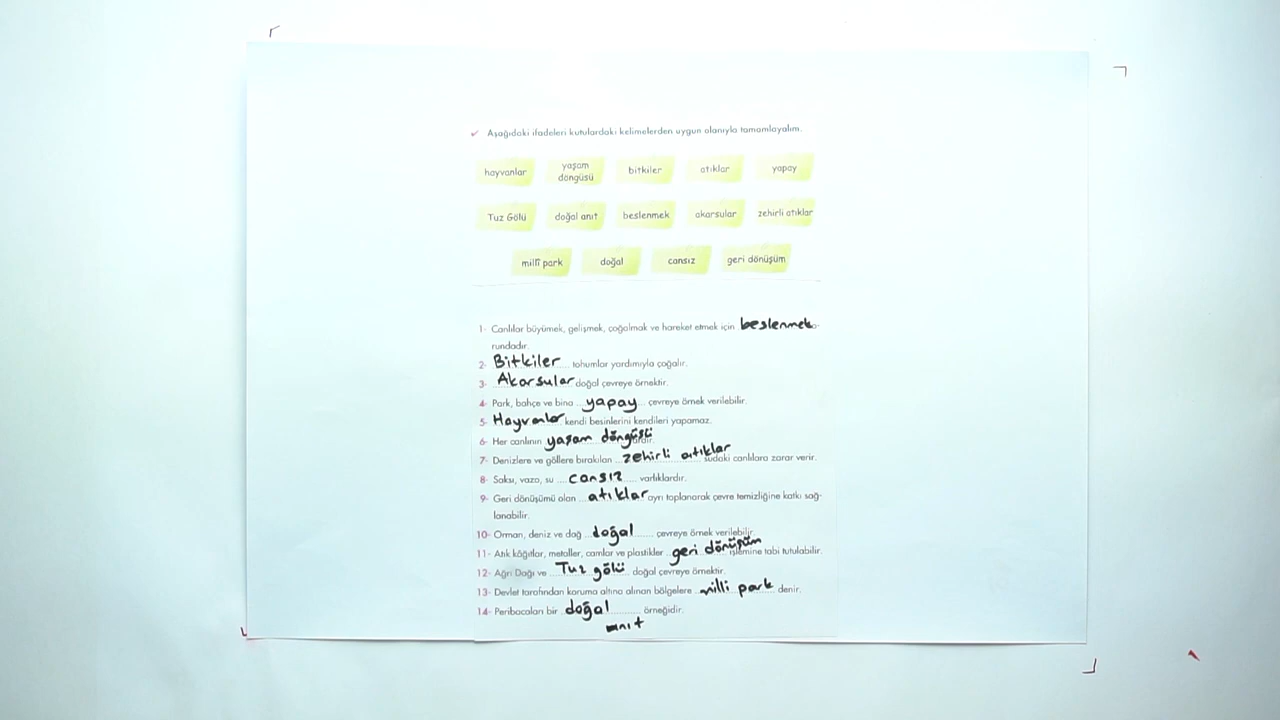 ✓ Aşağıdaki ifadeleri kutulardaki kelimelerden uygun olanıyla tamamlayalım.
hayvanlar yaşam döngüsü bitkiler atıklar yapay
Tuz Gölü doğal anıt beslenmek akarsular zehirli atıklar
millî park doğal cansız geri dönüşüm
1- Canlılar büyümek, gelişmek, çoğalmak ve hareket etmek için beslenmek
rundadır.
2- Bitkiler tohumlar yardımıyla çoğalır.
3- Akarsular doğal çevreye örnektir.
4- Park, bahçe ve bina yapay çevreye örnek verilebilir.
5- Hayvanlar kendi besinlerini kendileri yapamaz.
6- Her canlının yaşam döngüsü vardır.
7- Denizlere ve göllere bırakılan zehirli atıklar sudaki canlılara zarar verir.
8- Saksı, vazo, su cansız varlıklardır.
9- Geri dönüşümü olan atıklar ayrı toplanarak çevre temizliğine katkı sağ-
lanabilir.
10- Orman, deniz ve dağ doğal çevreye örnek verilebilir.
11- Atık kâğıtlar, metaller, camlar ve plastikler geri dönüşüm işlemine tabi tutulabilir.
12- Ağrı Dağı ve Tuz gölü doğal çevreye örnektir.
13- Devlet tarafından koruma altına alınan bölgelere milli park denir.
14- Peribacaları bir doğal örneğidir.
anıt